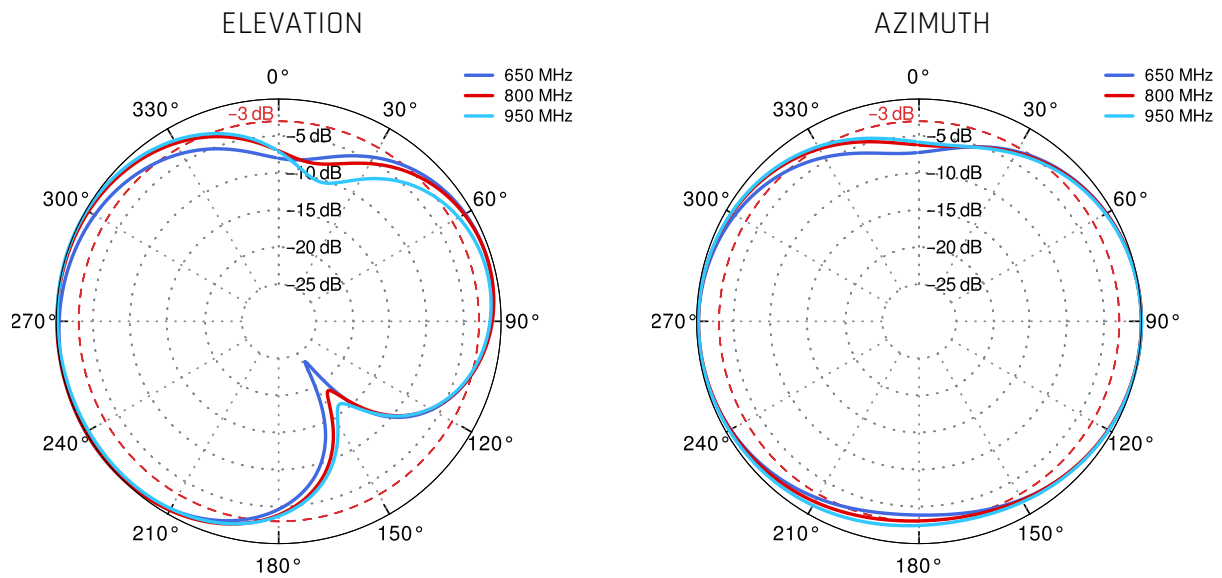 ELEVATION
0°
30°
60°
90°
120°
150°
180°
210°
240°
270°
300°
330°
−3 dB
−5 dB
−10 dB
−15 dB
−20 dB
−25 dB
650 MHz
800 MHz
950 MHz
AZIMUTH
0°
30°
60°
90°
120°
150°
180°
210°
240°
270°
300°
330°
−3 dB
−5 dB
−10 dB
−15 dB
−20 dB
−25 dB
650 MHz
800 MHz
950 MHz